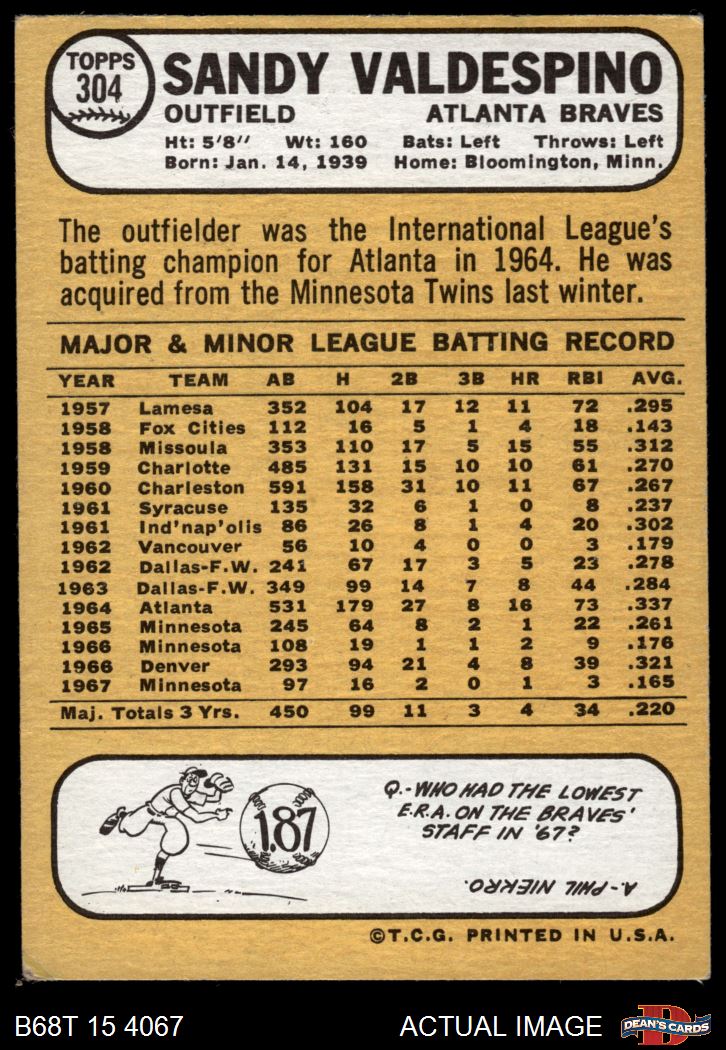 TOPPS
304
SANDY VALDESPINO
OUTFIELD ATLANTA BRAVES
Ht: 5'8" Wt: 160 Bats: Left Throws: Left
Born: Jan. 14, 1939 Home: Bloomington, Minn.
The outfielder was the International League's
batting champion for Atlanta in 1964. He was
acquired from the Minnesota Twins last winter.
MAJOR & MINOR LEAGUE BATTING RECORD
YEAR TEAM AB H 2B 3B HR RBI AVG.
1957 Lamesa 352 104 17 12 11 72 .295
1958 Fox Cities 112 16 5 1 4 18 .143
1958 Missoula 353 110 17 5 15 55 .312
1959 Charlotte 485 131 15 10 10 61 .270
1960 Charleston 591 158 31 10 11 67 .267
1961 Syracuse 135 32 6 1 0 8 .237
1961 Ind'nap'olis 86 26 8 1 4 20 .302
1962 Vancouver 56 10 4 0 0 3 .179
1962 Dallas-F.W. 241 67 17 3 5 23 .278
1963 Dallas-F.W. 349 99 14 7 8 44 .284
1964 Atlanta 531 179 27 8 16 73 .337
1965 Minnesota 245 64 8 2 1 22 .261
1966 Minnesota 108 19 1 1 2 9 .176
1966 Denver 293 94 21 4 8 39 .321
1967 Minnesota 97 16 2 0 1 3 .165
Maj. Totals 3 Yrs. 450 99 11 3 4 34 .220
1.87
Q.-WHO HAD THE LOWEST
E.R.A. ON THE BRAVES'
STAFF IN '67?
A.-PHIL NIEKRO.
©T.C.G. PRINTED IN U.S.A.
B68T 15 4067 ACTUAL IMAGE
D
DEAN'S CARDS